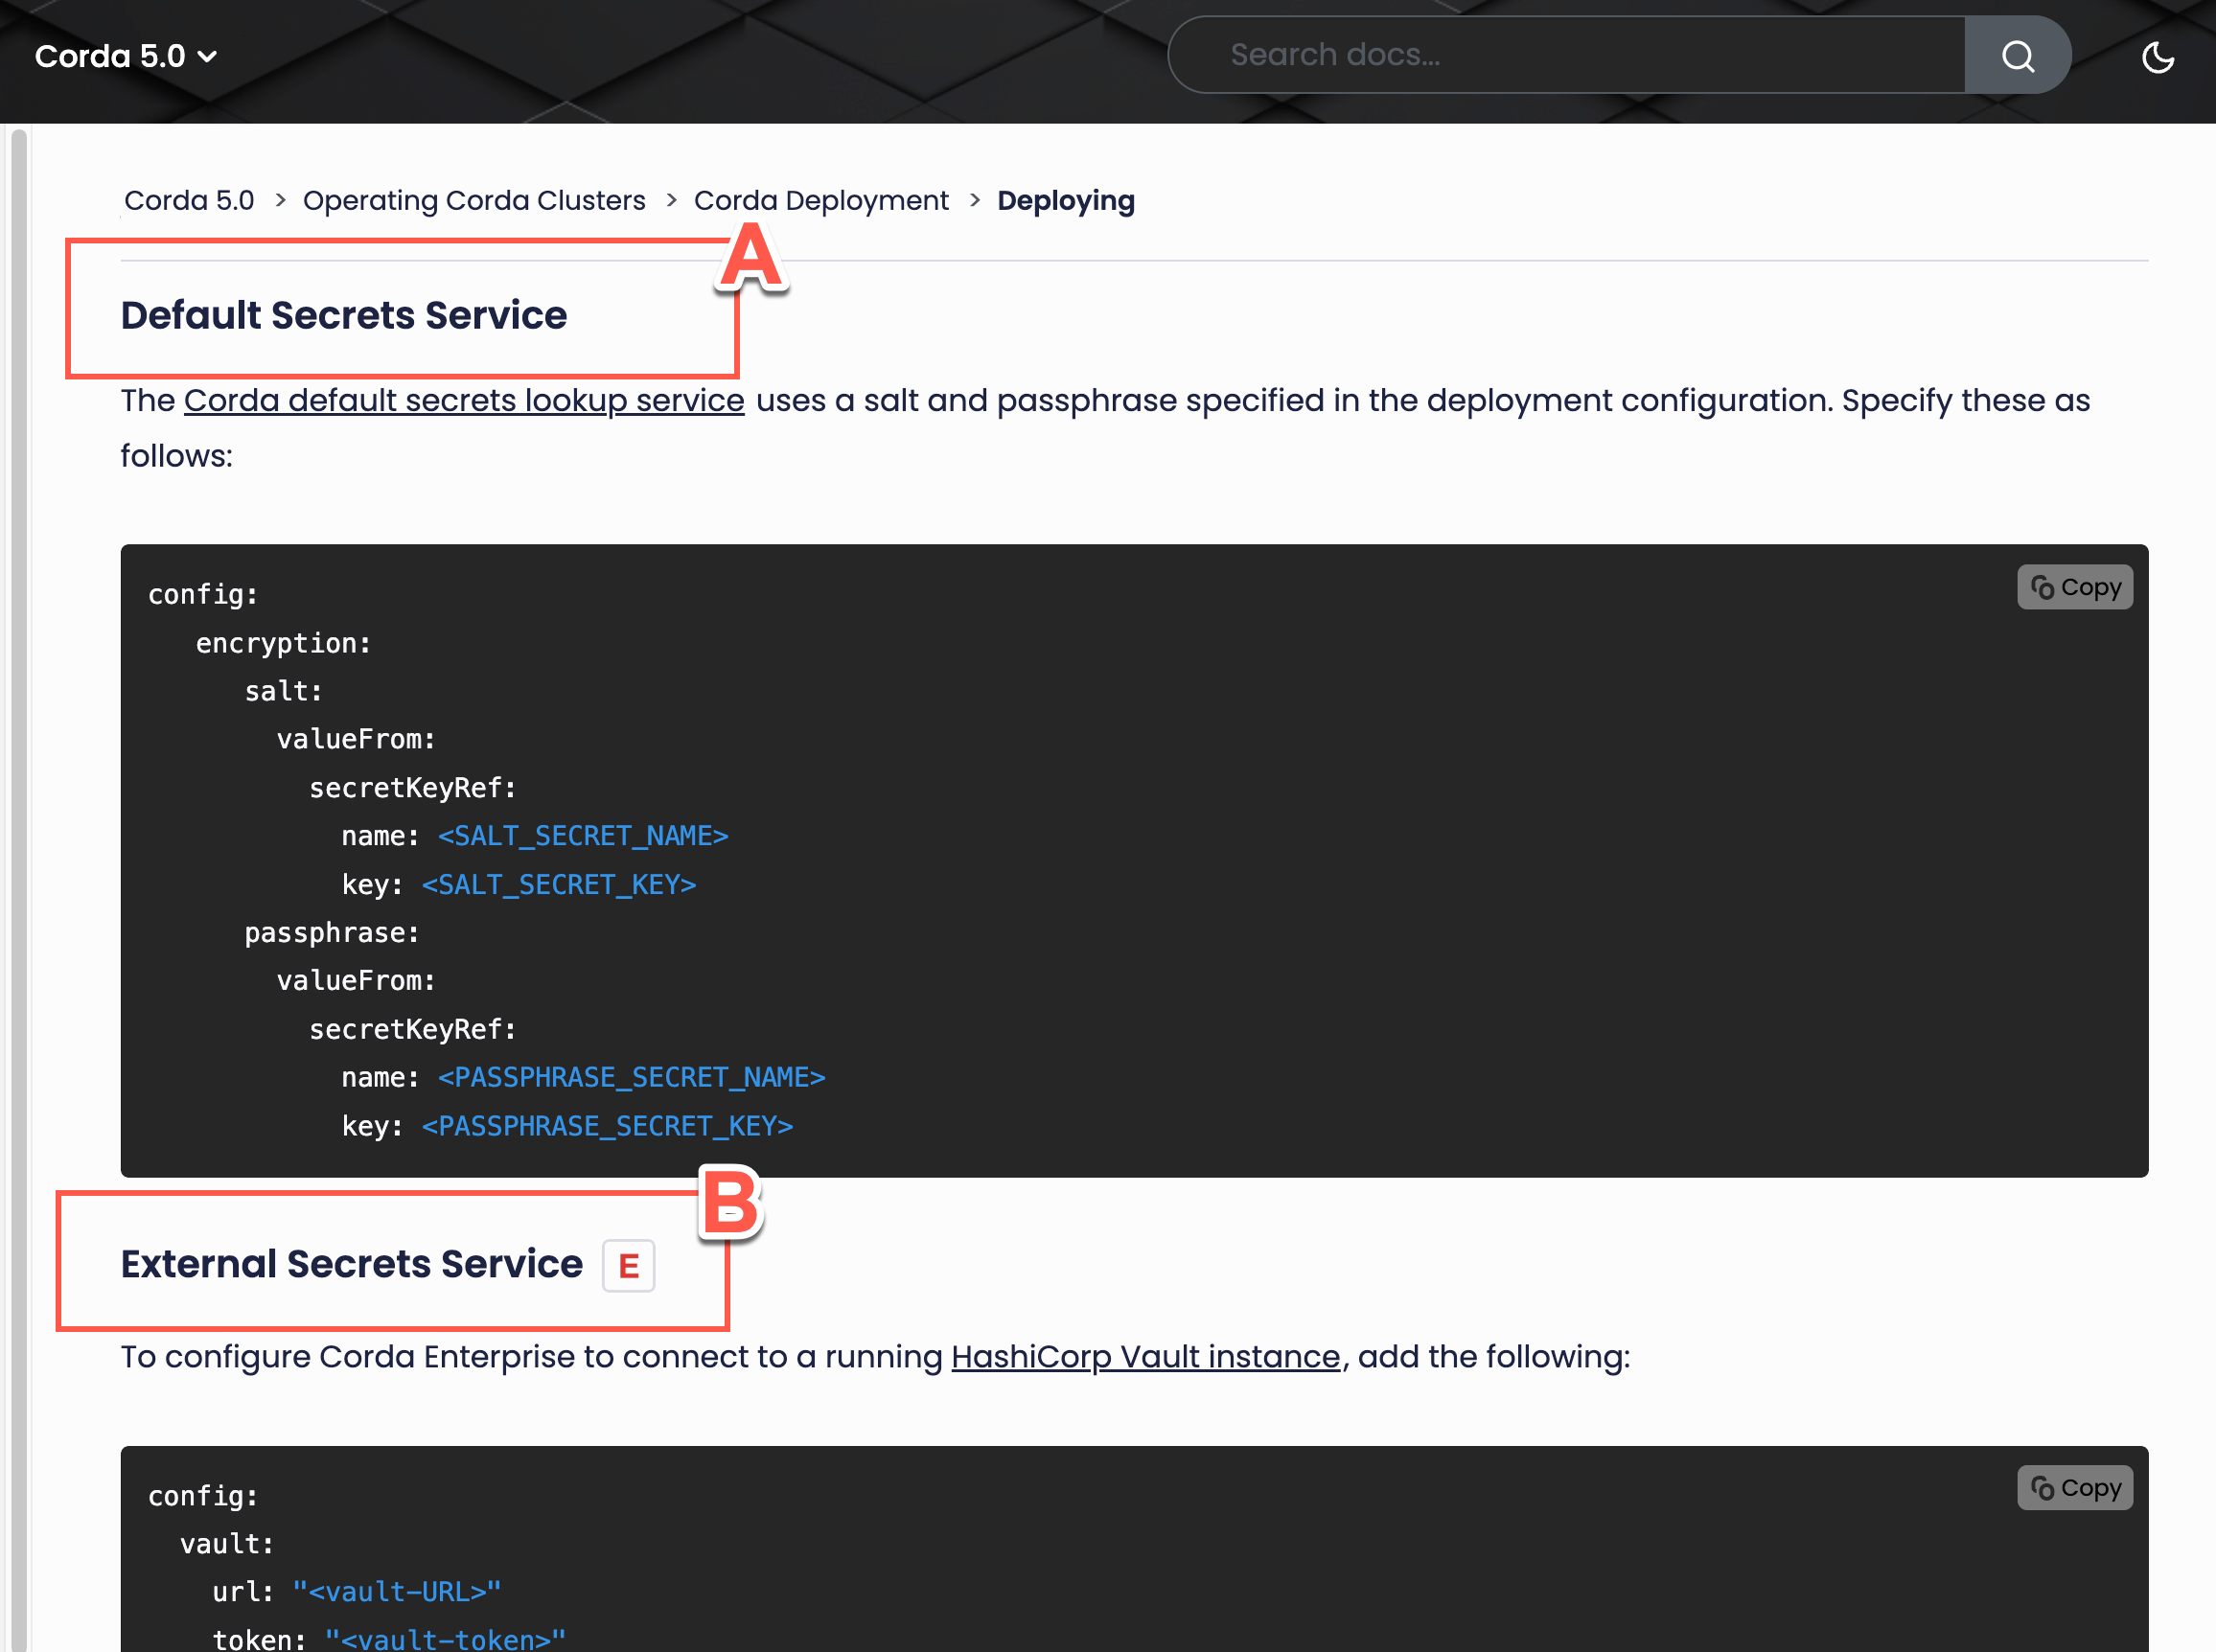 Corda 5.0
Search docs...
Corda 5.0 > Operating Corda Clusters > Corda Deployment > Deploying
A
Default Secrets Service
The Corda default secrets lookup service uses a salt and passphrase specified in the deployment configuration. Specify these as
follows:
Copy
config:
   encryption:
      salt:
        valueFrom:
          secretKeyRef:
            name: <SALT_SECRET_NAME>
            key: <SALT_SECRET_KEY>
      passphrase:
        valueFrom:
          secretKeyRef:
            name: <PASSPHRASE_SECRET_NAME>
            key: <PASSPHRASE_SECRET_KEY>
B
External Secrets Service E
To configure Corda Enterprise to connect to a running HashiCorp Vault instance, add the following:
Copy
config:
  vault:
    url: "<vault-URL>"
    token: "<vault-token>"